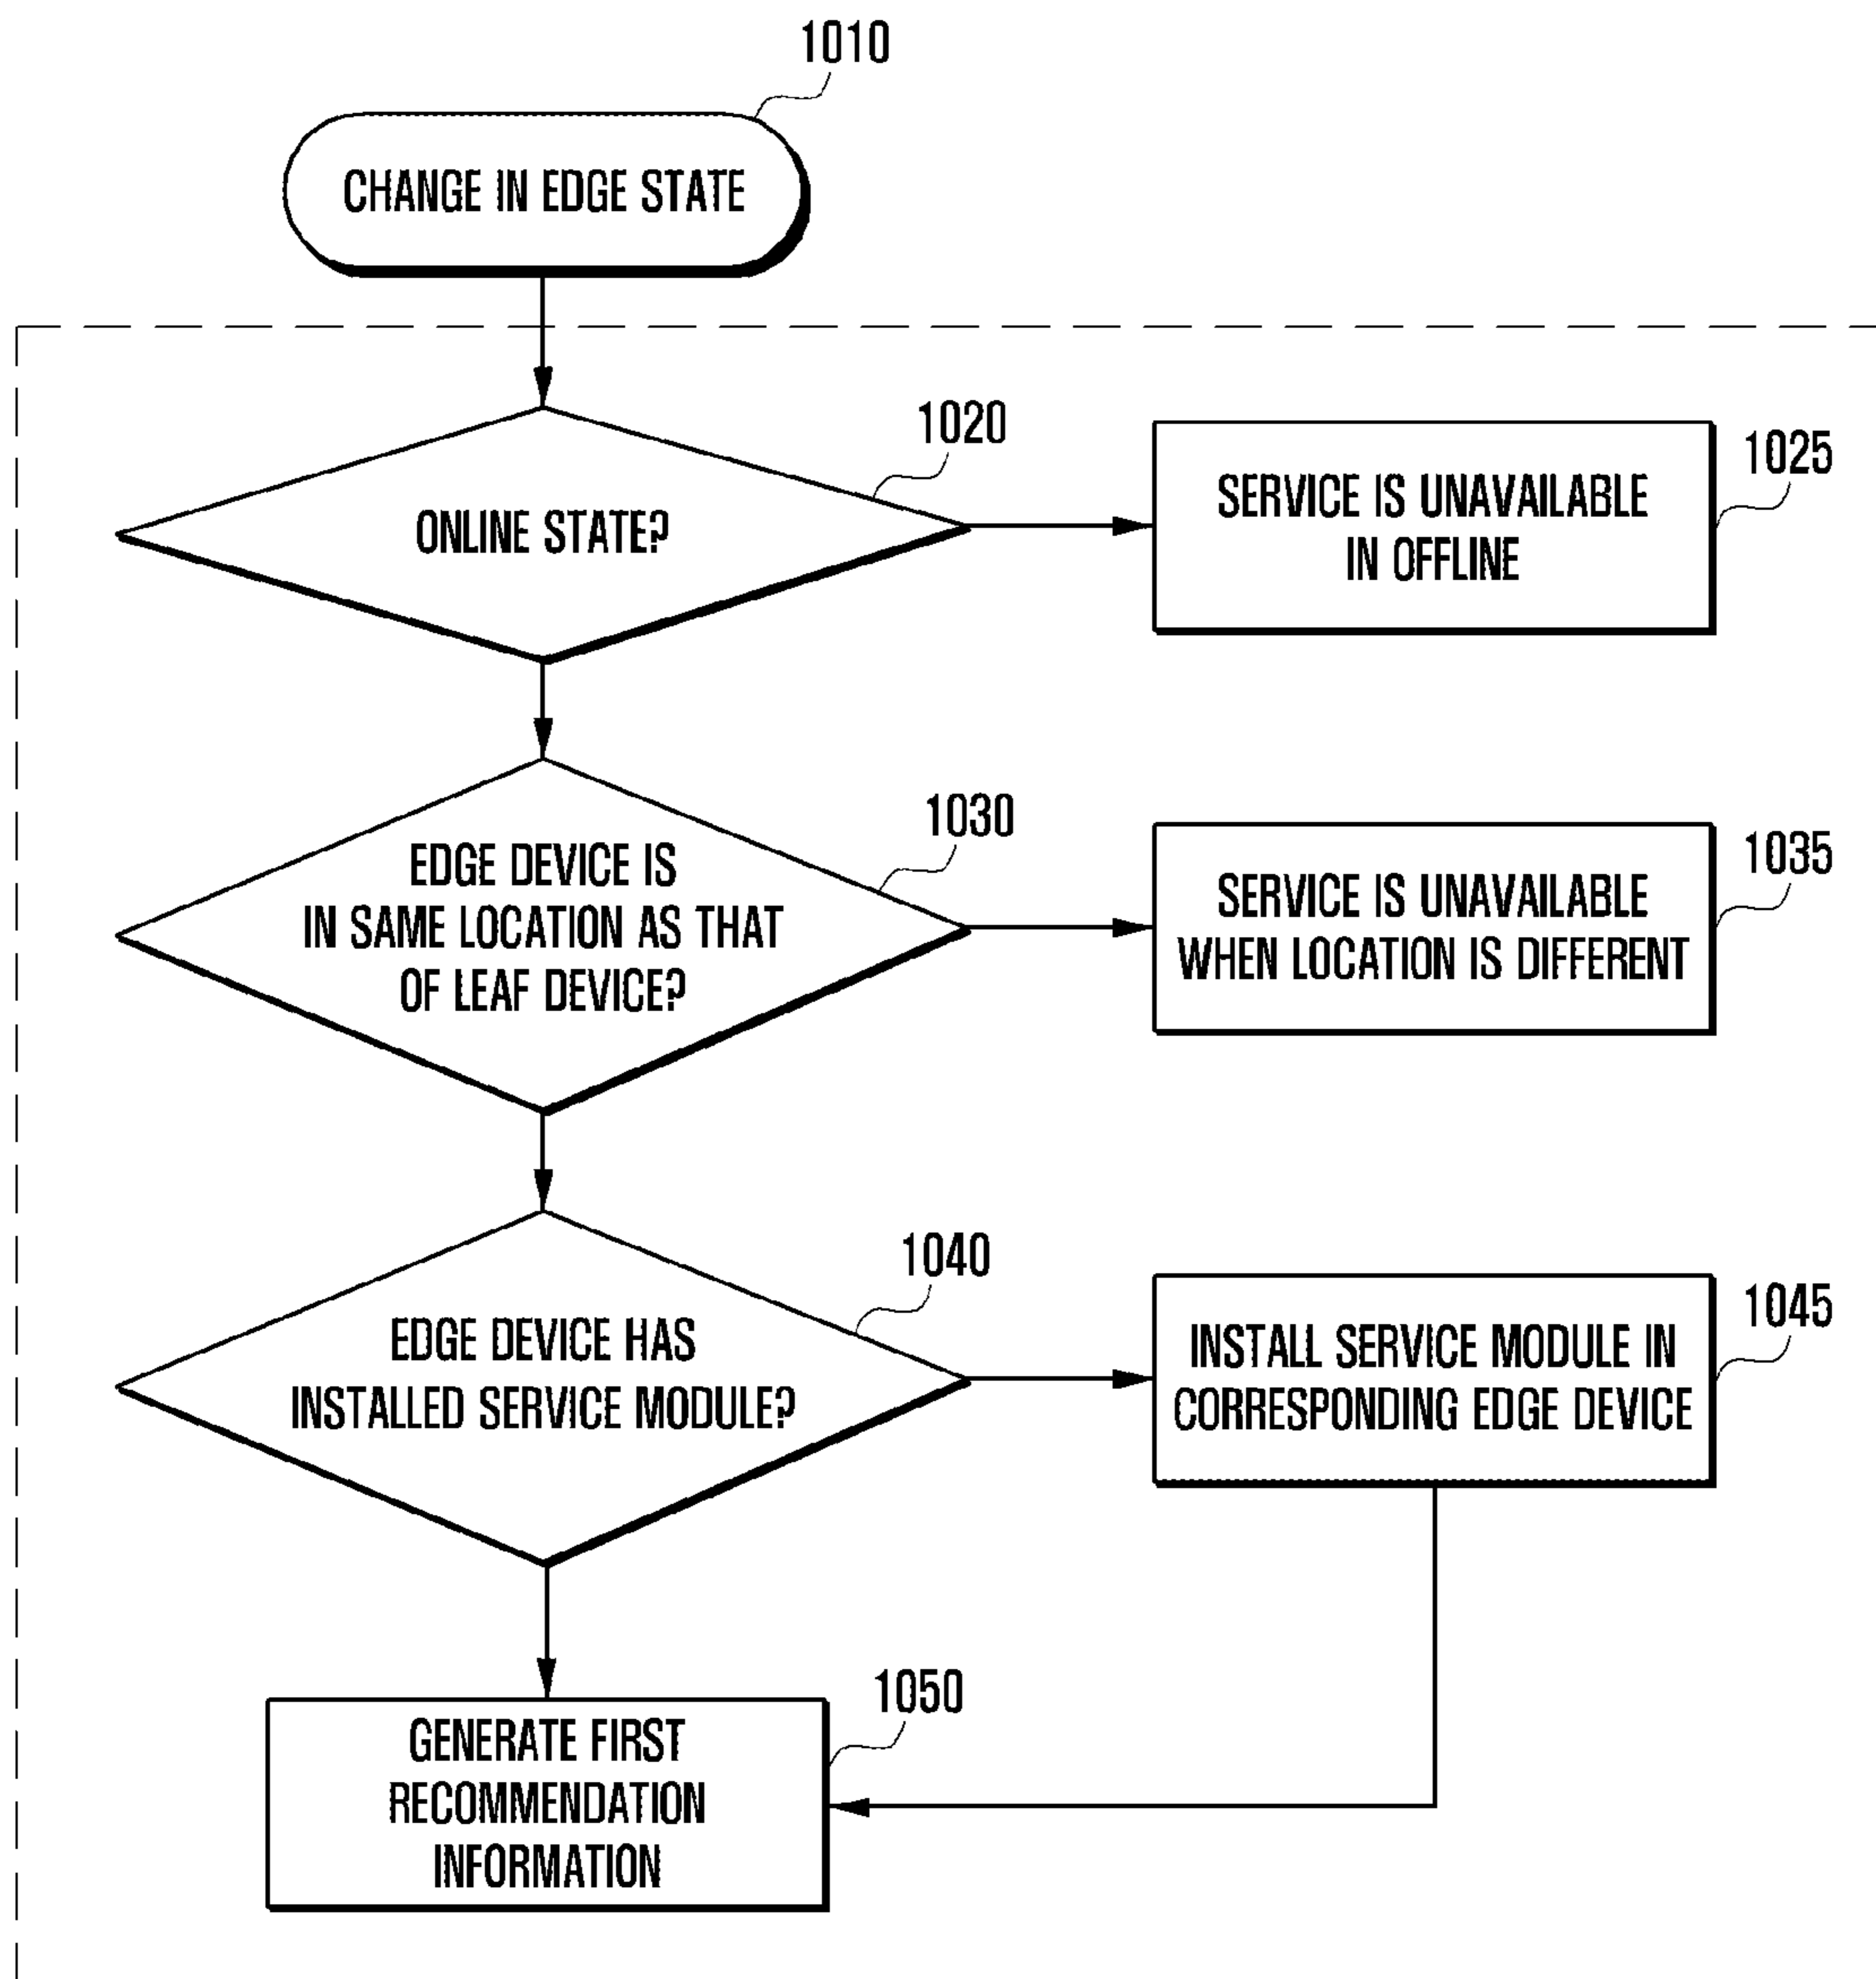 1010
CHANGE IN EDGE STATE
1020
ONLINE STATE?
1025
SERVICE IS UNAVAILABLE
IN OFFLINE
1030
EDGE DEVICE IS
IN SAME LOCATION AS THAT
OF LEAF DEVICE?
1035
SERVICE IS UNAVAILABLE
WHEN LOCATION IS DIFFERENT
1040
EDGE DEVICE HAS
INSTALLED SERVICE MODULE?
1045
INSTALL SERVICE MODULE IN
CORRESPONDING EDGE DEVICE
1050
GENERATE FIRST
RECOMMENDATION
INFORMATION